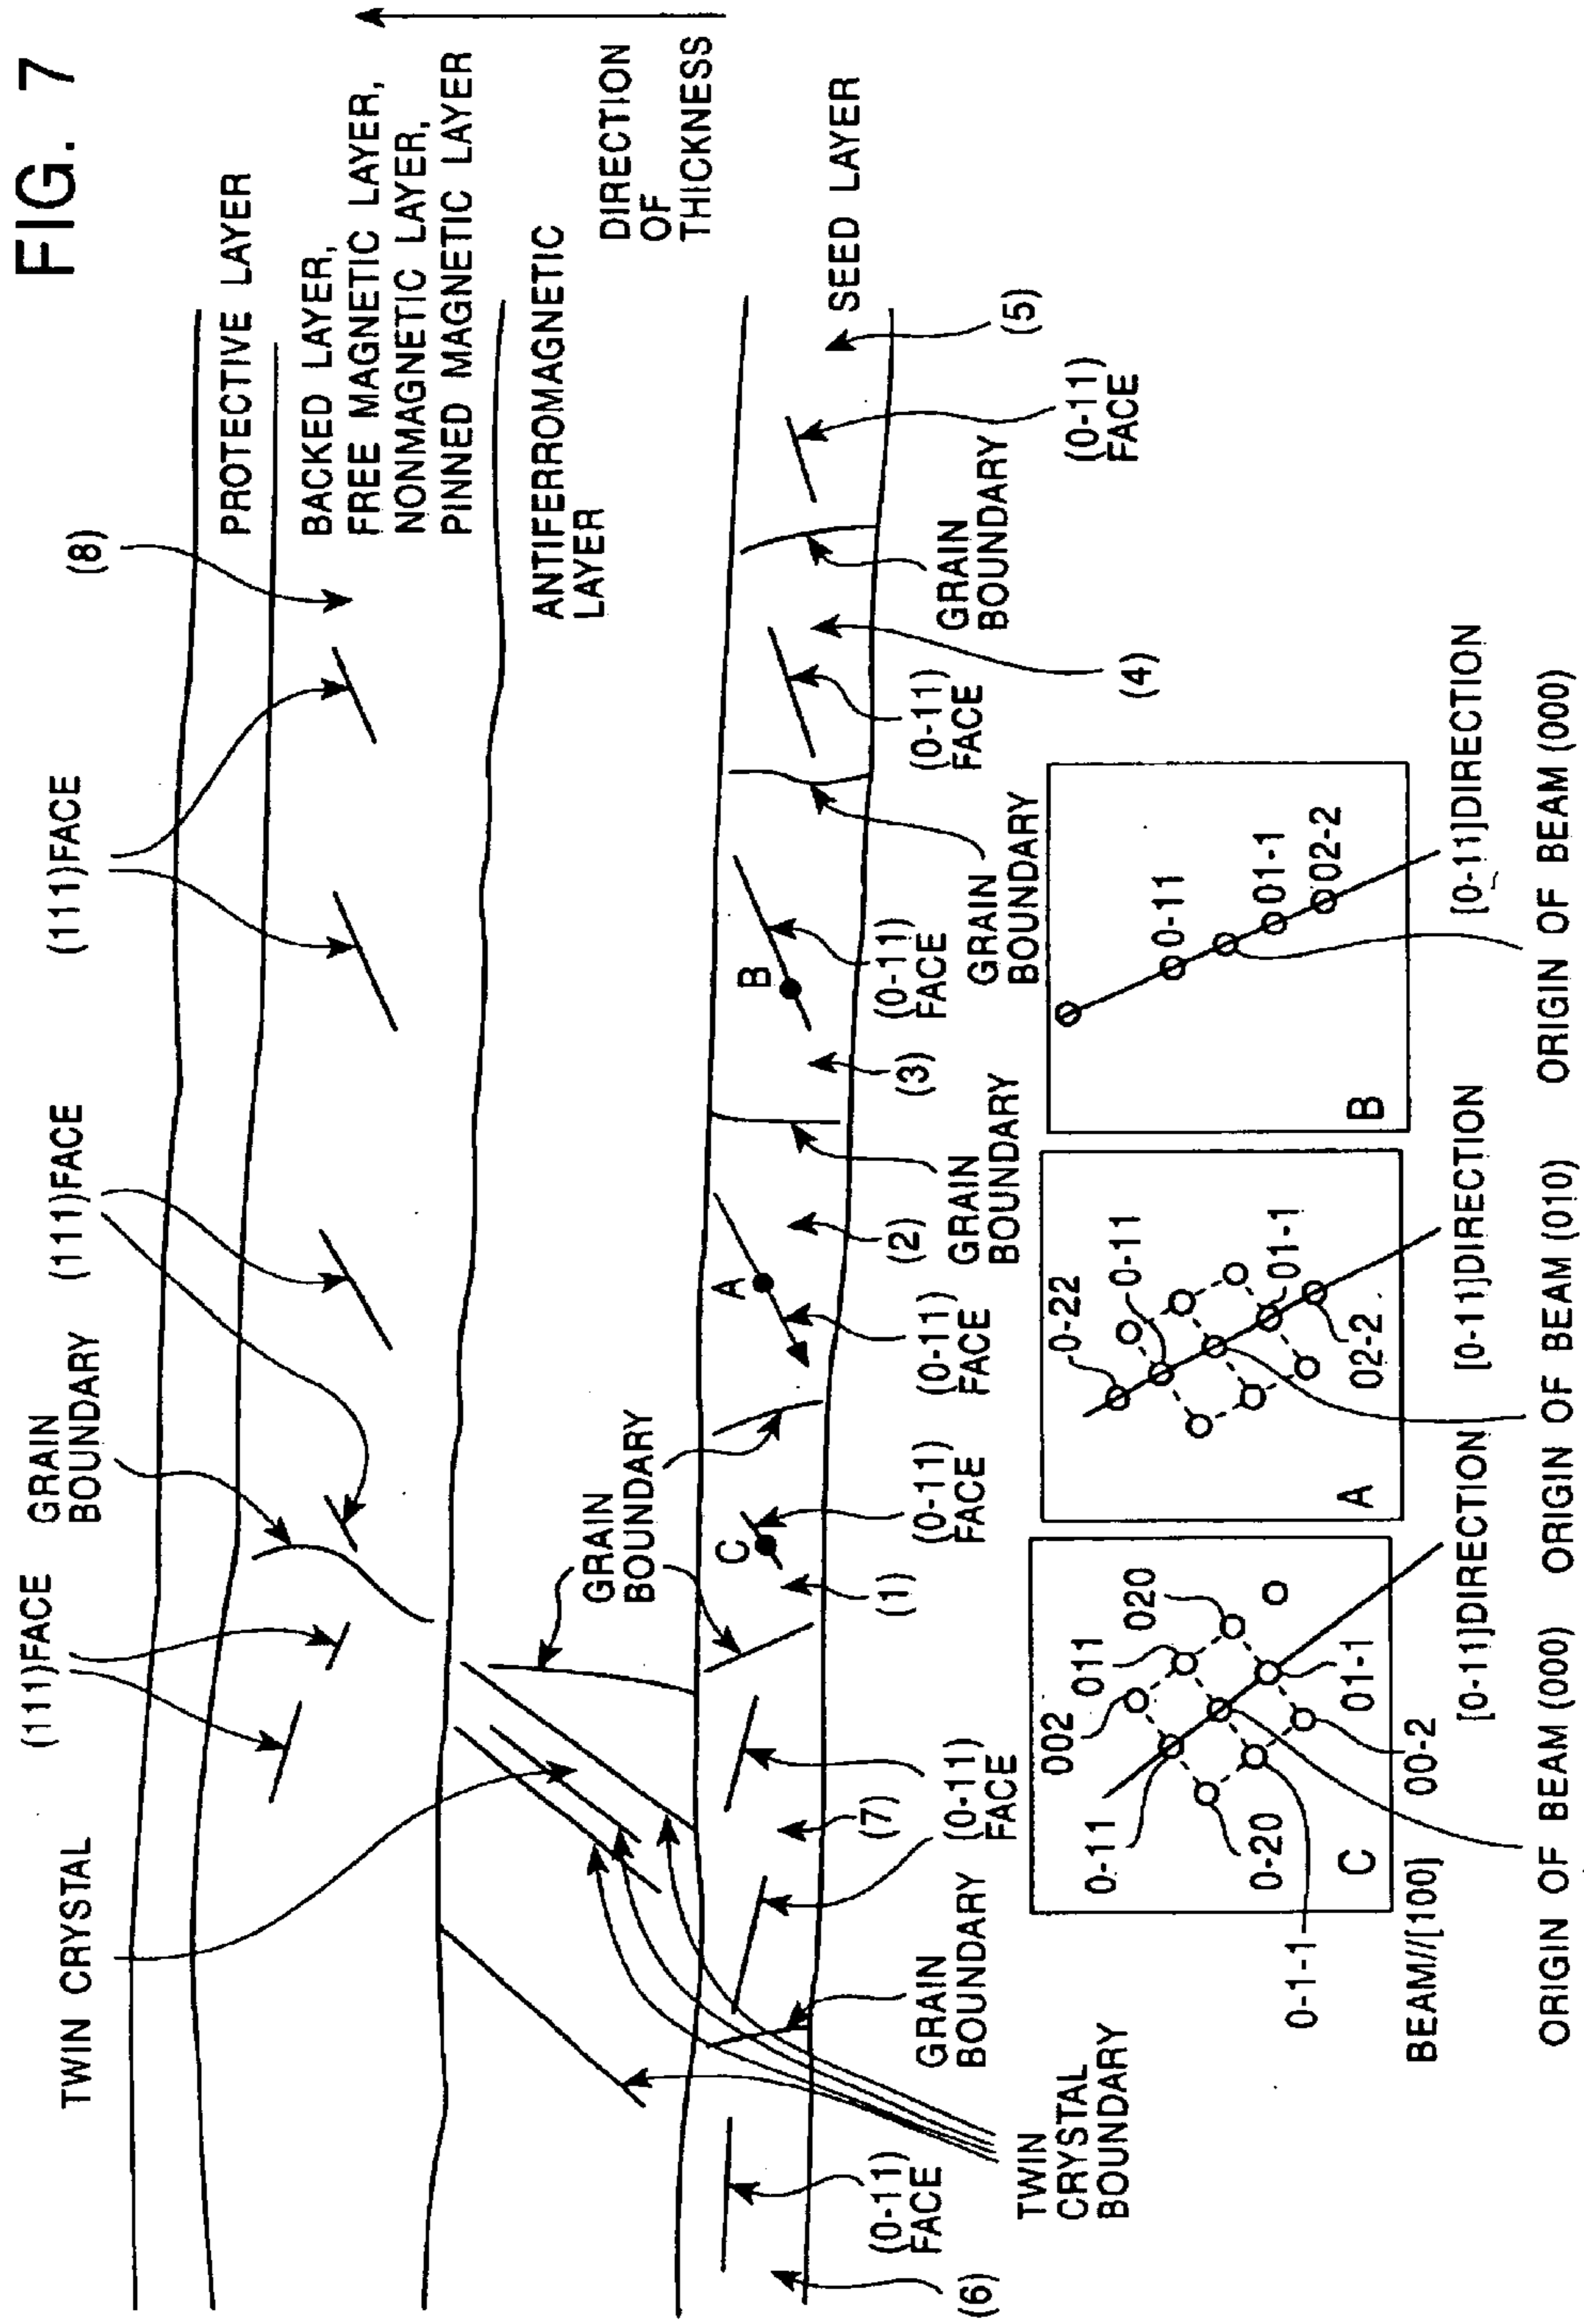 FIG. 7
TWIN CRYSTAL
(111)FACE
GRAIN
BOUNDARY
(111)FACE
(111)FACE
(8)
PROTECTIVE LAYER
BACKED LAYER,
FREE MAGNETIC LAYER,
NONMAGNETIC LAYER,
PINNED MAGNETIC LAYER
ANTIFERROMAGNETIC
LAYER
DIRECTION
OF
THICKNESS
SEED LAYER
GRAIN
BOUNDARY
C
A
B
(6)
(0-11)
FACE
TWIN
CRYSTAL
BOUNDARY
GRAIN
BOUNDARY
(7)
(0-11)
FACE
(1)
(0-11)
FACE
(0-11)
FACE
(2)
GRAIN
BOUNDARY
(3)
(0-11)
FACE
GRAIN
BOUNDARY
(0-11)
FACE
(4)
GRAIN
BOUNDARY
(0-11)
FACE
(5)
002
011
020
0-11
0-20
01-1
C
0-1-1
00-2
BEAM//[100]
[0-11]DIRECTION
ORIGIN OF BEAM (000)
0-22
0-11
01-1
02-2
A
[0-11]DIRECTION
ORIGIN OF BEAM (010)
0-11
01-1
02-2
B
[0-11]DIRECTION
ORIGIN OF BEAM (000)